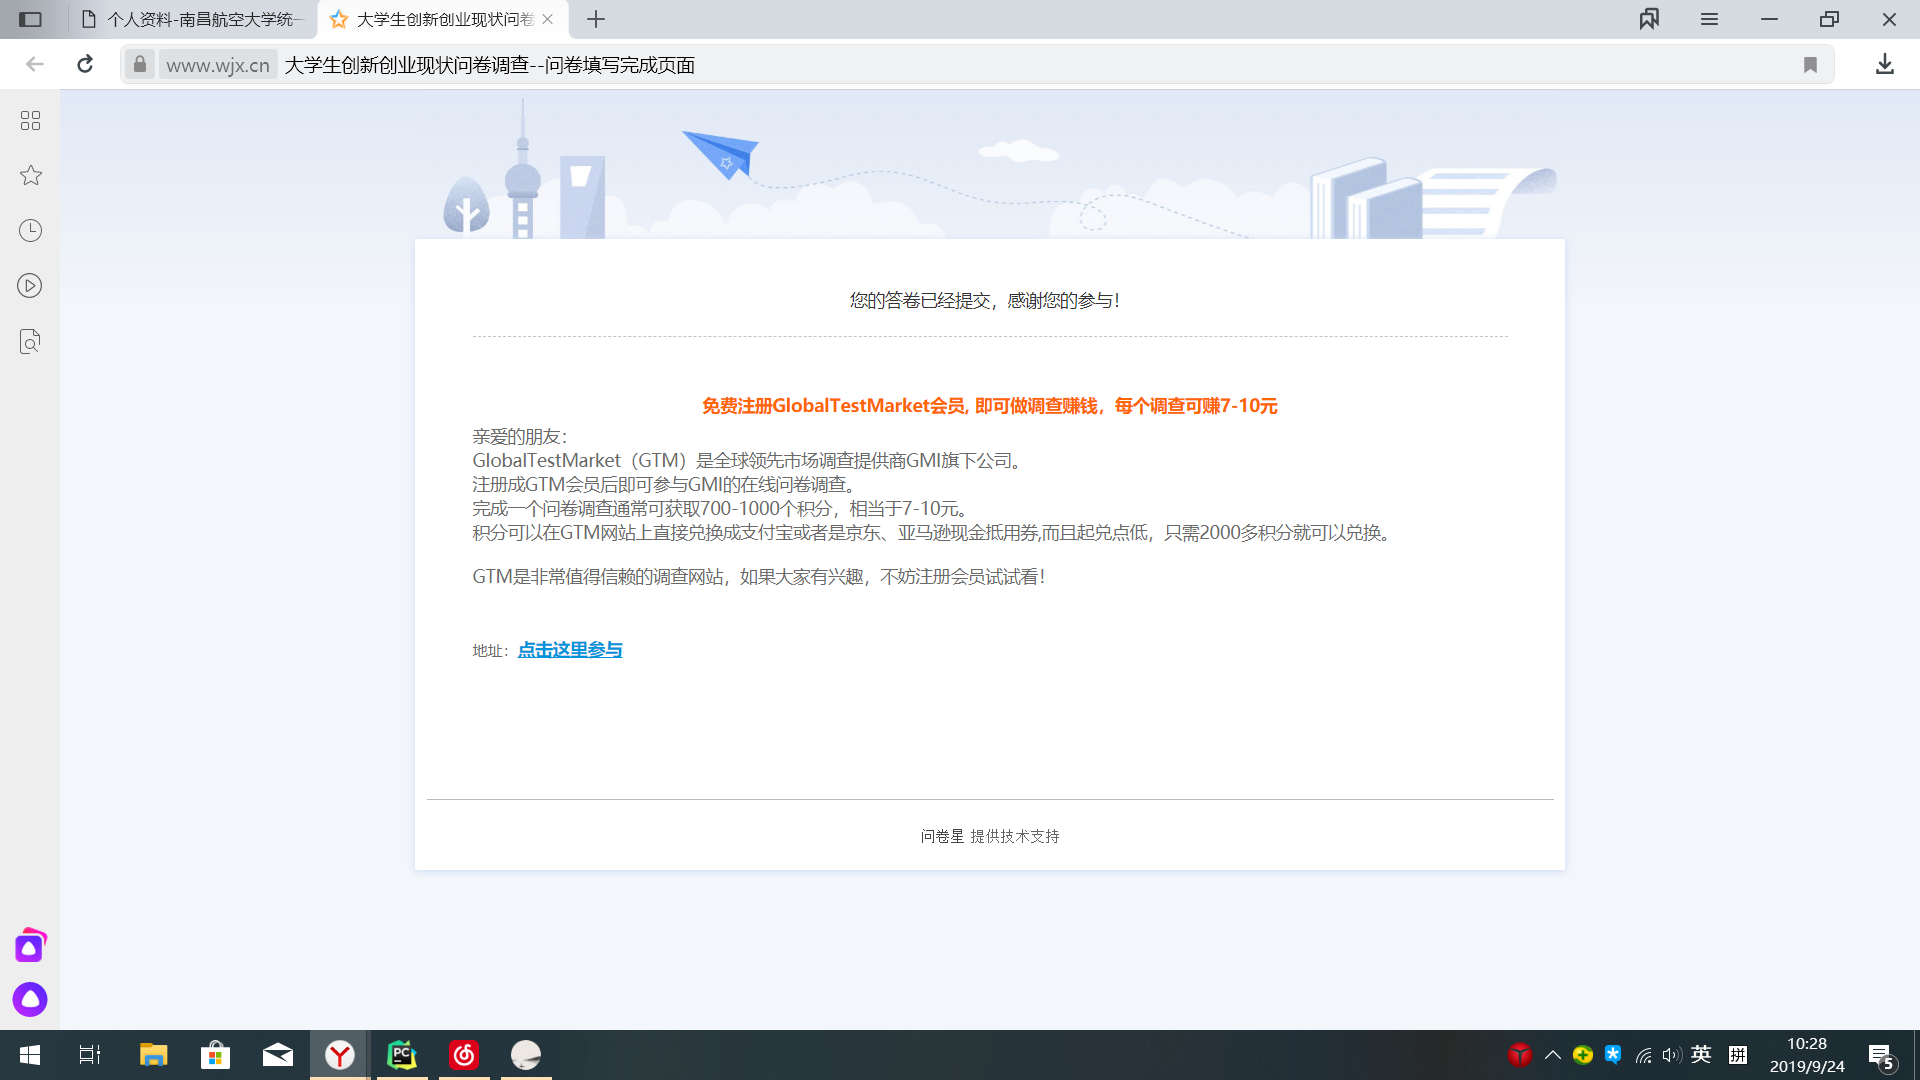 个人资料-南昌航空大学统一
大学生创新创业现状问卷
www.wjx.cn 大学生创新创业现状问卷调查--问卷填写完成页面
您的答卷已经提交，感谢您的参与！
免费注册GlobalTestMarket会员, 即可做调查赚钱，每个调查可赚7-10元
亲爱的朋友：
GlobalTestMarket（GTM）是全球领先市场调查提供商GMI旗下公司。
注册成GTM会员后即可参与GMI的在线问卷调查。
完成一个问卷调查通常可获取700-1000个积分，相当于7-10元。
积分可以在GTM网站上直接兑换成支付宝或者是京东、亚马逊现金抵用券,而且起兑点低，只需2000多积分就可以兑换。
GTM是非常值得信赖的调查网站，如果大家有兴趣，不妨注册会员试试看！
地址：点击这里参与
问卷星 提供技术支持
PC
英
拼
10:28
2019/9/24
5